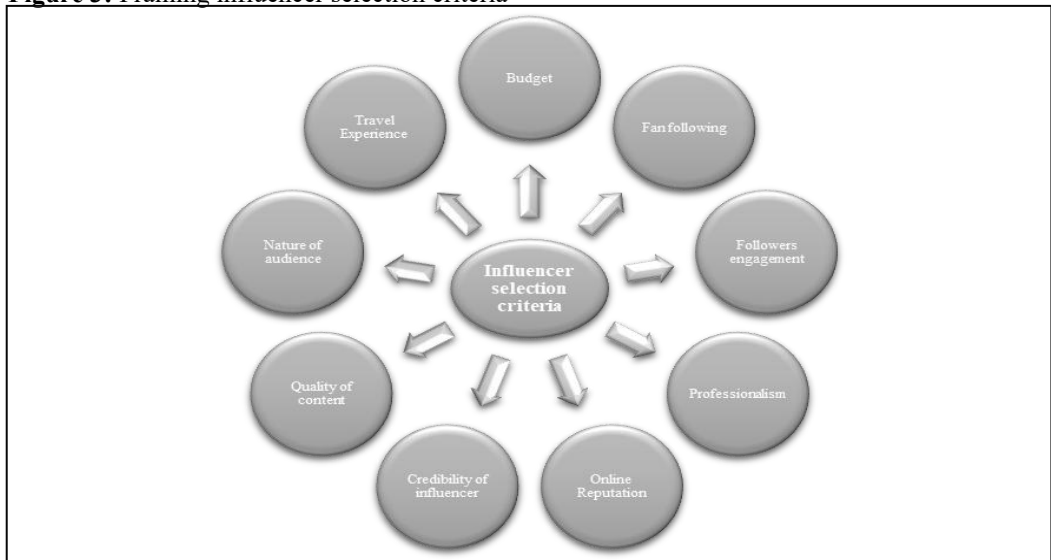 Figure influencer selection criteria
Budget
Fan following
Followers
engagement
Professionalism
Online
Reputation
Credibility of
influencer
Quality of
content
Nature of
audience
Travel
Experience
Influencer
selection
criteria